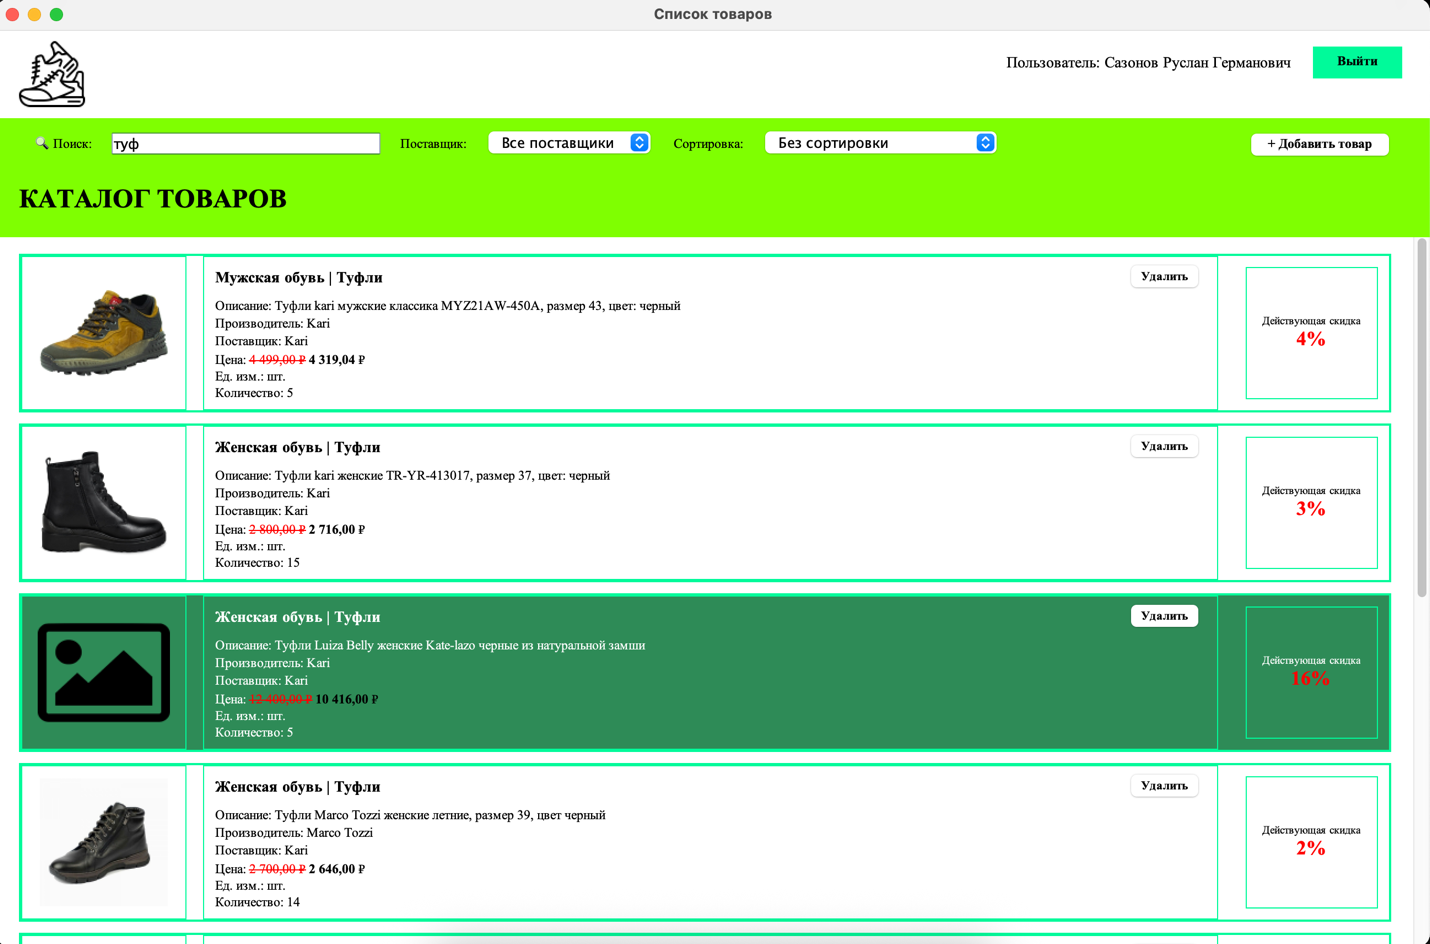 Список товаров
Пользователь: Сазонов Руслан Германович
Выйти
Поиск:
туф
Поставщик:
Все поставщики
Сортировка:
Без сортировки
+ Добавить товар
КАТАЛОГ ТОВАРОВ
Мужская обувь | Туфли
Удалить
Описание: Туфли kari мужские классика MYZ21AW-450A, размер 43, цвет: черный
Производитель: Kari
Поставщик: Kari
Цена: 4 499,00 ₽ 4 319,04 ₽
Ед. изм.: шт.
Количество: 5
Действующая скидка
4%
Женская обувь | Туфли
Удалить
Описание: Туфли kari женские TR-YR-413017, размер 37, цвет: черный
Производитель: Kari
Поставщик: Kari
Цена: 2 800,00 ₽ 2 716,00 ₽
Ед. изм.: шт.
Количество: 15
Действующая скидка
3%
Женская обувь | Туфли
Удалить
Описание: Туфли Luiza Belly женские Kate-lazo черные из натуральной замши
Производитель: Kari
Поставщик: Kari
Цена: 12 400,00 ₽ 10 416,00 ₽
Ед. изм.: шт.
Количество: 5
Действующая скидка
16%
Женская обувь | Туфли
Удалить
Описание: Туфли Marco Tozzi женские летние, размер 39, цвет черный
Производитель: Marco Tozzi
Поставщик: Kari
Цена: 2 700,00 ₽ 2 646,00 ₽
Ед. изм.: шт.
Количество: 14
Действующая скидка
2%